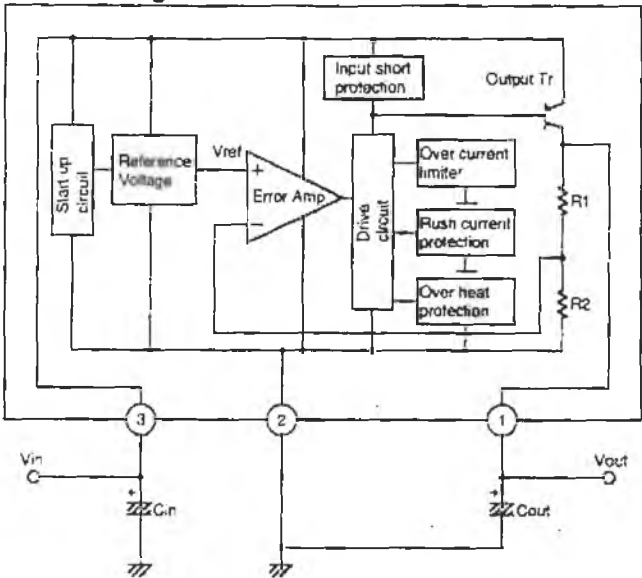 Input short
protection
Output Tr
Start up
circuit
Reference
Voltage
Vref
+
Error Amp
−
Drive
circuit
Over current
limiter
Rush current
protection
Over heat
protection
R1
R2
3
2
1
Vin
+
Cin
+
Cout
Vout